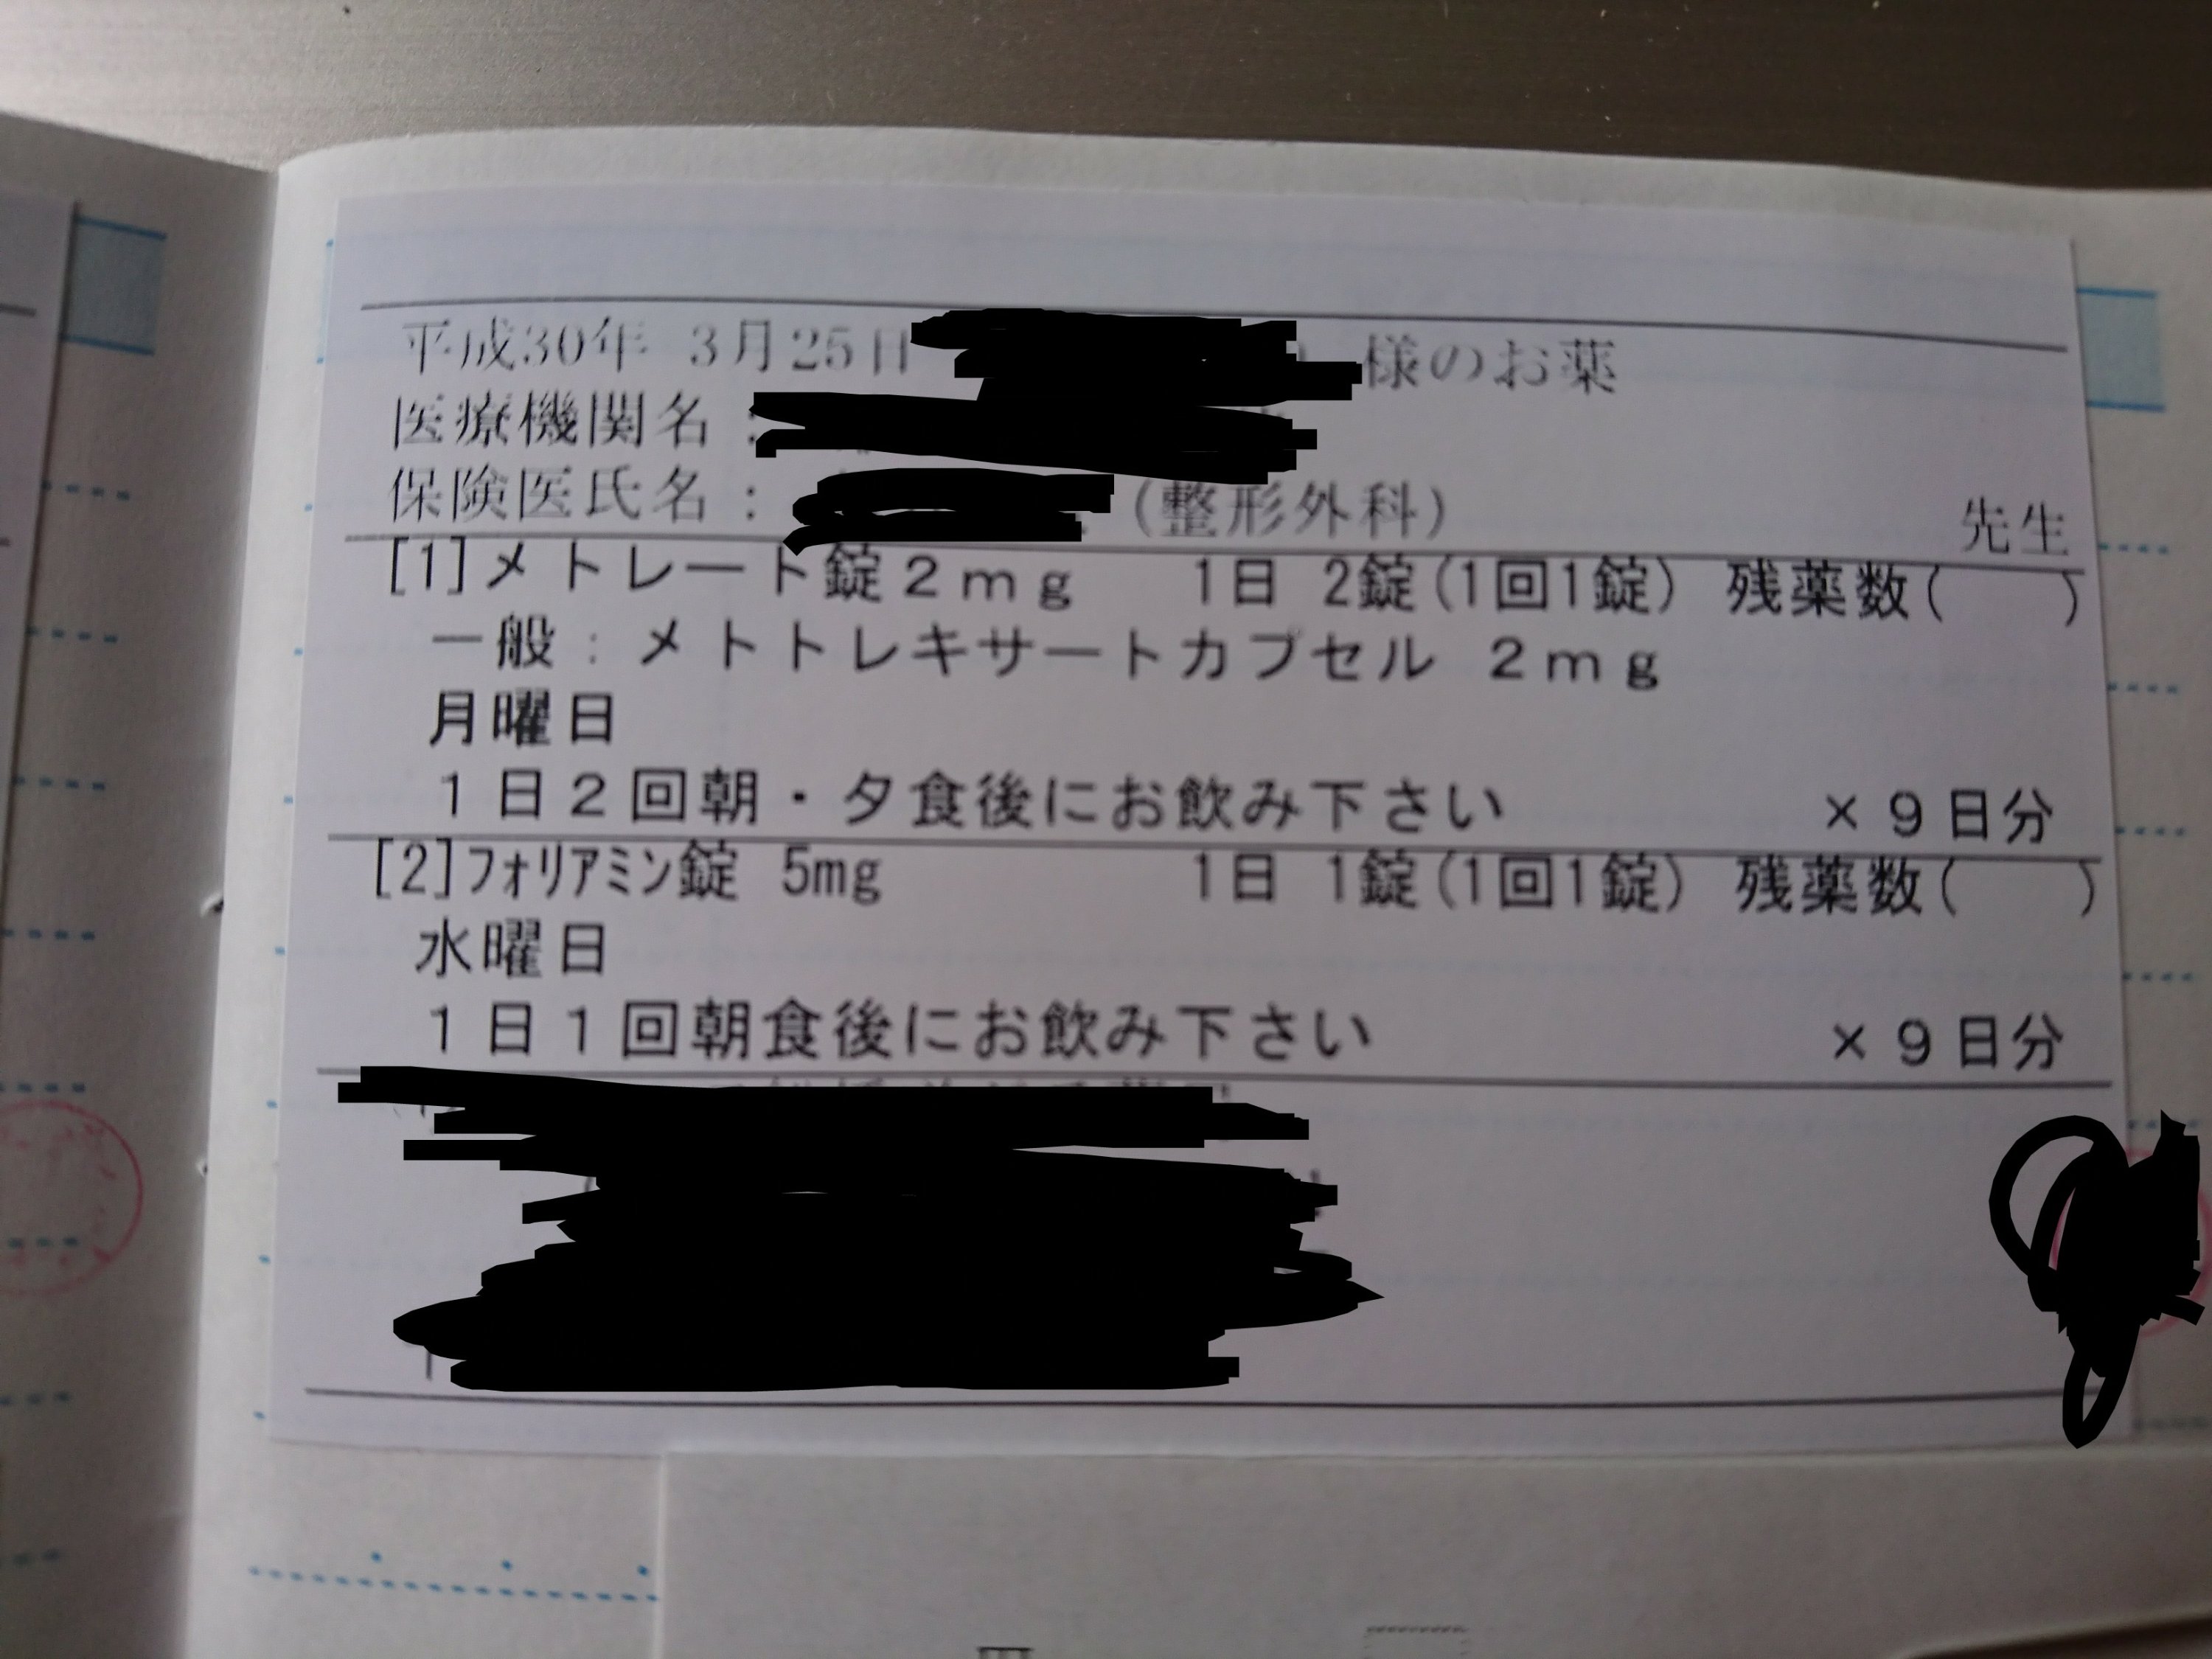 平成30年 3月25日 様のお薬
医療機関名：
保険医氏名： （整形外科） 先生
[1]メトレート錠２ｍｇ 1日 2錠(1回1錠) 残薬数( )
一般：メトトレキサートカプセル ２ｍｇ
月曜日
１日２回朝・夕食後にお飲み下さい ×９日分
[2]ﾌｫﾘｱﾐﾝ錠 5mg 1日 1錠(1回1錠) 残薬数( )
水曜日
１日１回朝食後にお飲み下さい ×９日分